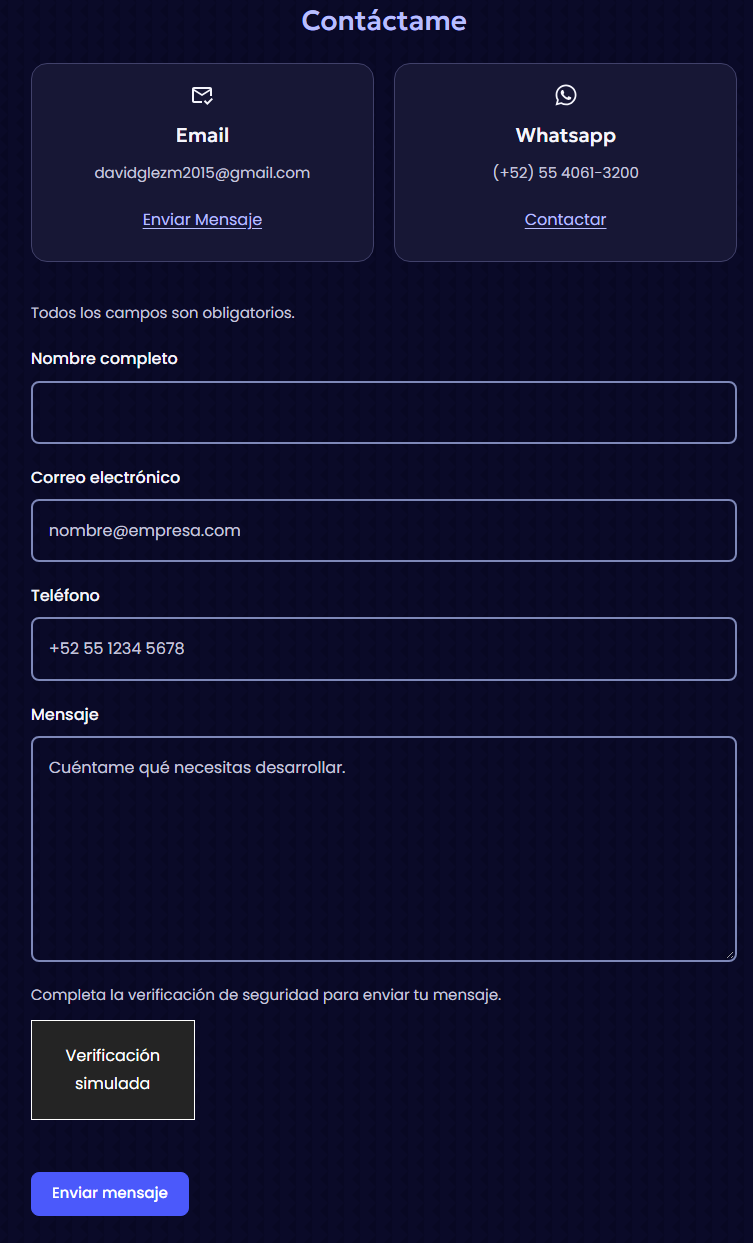 Contáctame
Email
davidglezm2015@gmail.com
Enviar Mensaje
Whatsapp
(+52) 55 4061-3200
Contactar
Todos los campos son obligatorios.
Nombre completo
Correo electrónico
nombre@empresa.com
Teléfono
+52 55 1234 5678
Mensaje
Cuéntame qué necesitas desarrollar.
Completa la verificación de seguridad para enviar tu mensaje.
Verificación
simulada
Enviar mensaje